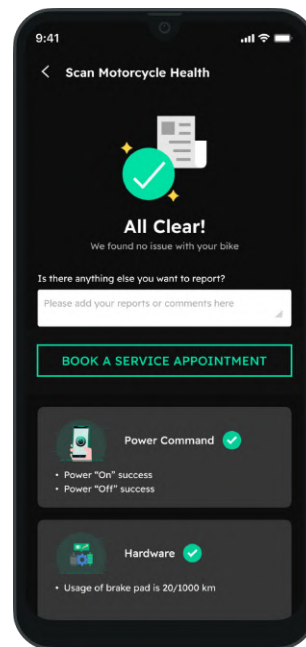 9:41
Scan Motorcycle Health
All Clear!
We found no issue with your bike
Is there anything else you want to report?
Please add your reports or comments here
BOOK A SERVICE APPOINTMENT
Power Command
• Power “On” success
• Power “Off” success
Hardware
• Usage of brake pad is 20/1000 km